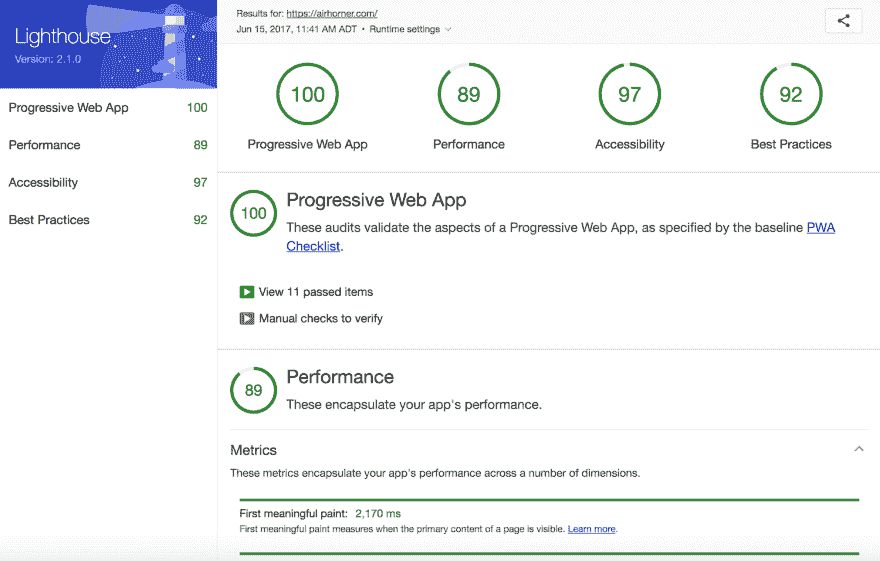 Lighthouse
Version: 2.1.0
Progressive Web App 100
Performance 89
Accessibility 97
Best Practices 92
Results for: https://airhorner.com/
Jun 15, 2017, 11:41 AM ADT • Runtime settings
100 89 97 92
Progressive Web App Performance Accessibility Best Practices
100
Progressive Web App
These audits validate the aspects of a Progressive Web App, as specified by the baseline PWA
Checklist.
View 11 passed items
Manual checks to verify
89
Performance
These encapsulate your app's performance.
Metrics
These metrics encapsulate your app's performance across a number of dimensions.
First meaningful paint: 2,170 ms
First meaningful paint measures when the primary content of a page is visible. Learn more.